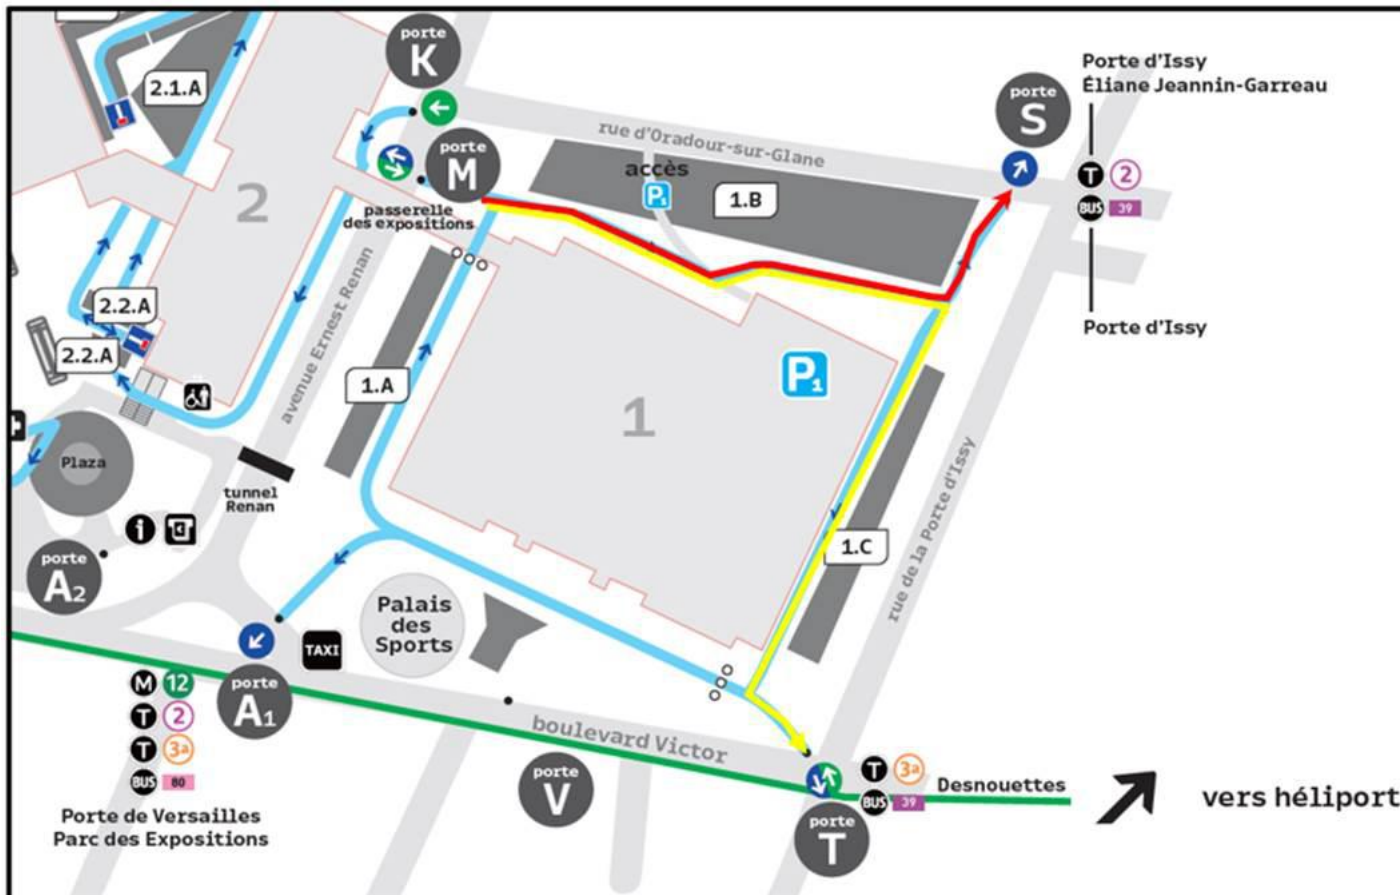 porte
K
2.1.A
2
porte
M
passerelle
des expositions
rue d'Oradour-sur-Glane
accès
P1
1.B
porte
S
Porte d'Issy
Éliane Jeannin-Garreau
T 2
BUS 39
Porte d'Issy
2.2.A
2.2.A
avenue Ernest Renan
1.A
1
P1
1.C
rue de la Porte d'Issy
Plaza
tunnel
Renan
i
porte
A2
Palais
des
Sports
TAXI
porte
A1
M 12
T 2
T 3a
BUS 80
Porte de Versailles
Parc des Expositions
boulevard Victor
porte
V
T 3a
BUS 39
Desnouettes
porte
T
vers héliport